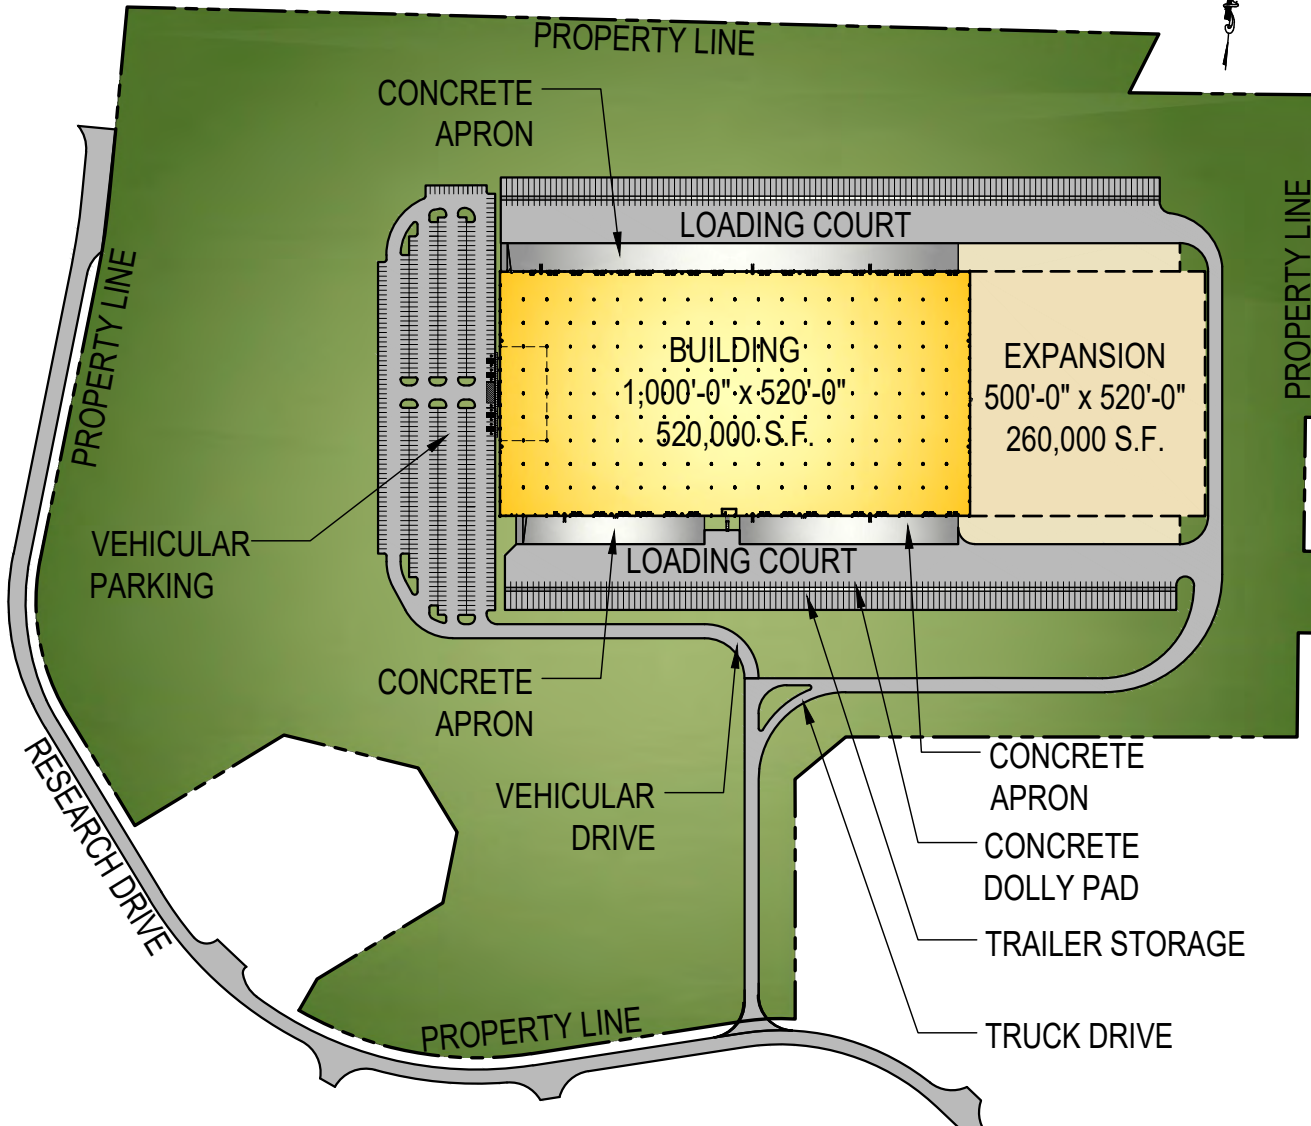 PROPERTY LINE
CONCRETE
APRON
LOADING COURT
PROPERTY LINE
PROPERTY LINE
BUILDING
1,000'-0" x 520'-0"
520,000 S.F.
EXPANSION
500'-0" x 520'-0"
260,000 S.F.
VEHICULAR
PARKING
LOADING COURT
CONCRETE
APRON
RESEARCH DRIVE
VEHICULAR
DRIVE
CONCRETE
APRON
CONCRETE
DOLLY PAD
TRAILER STORAGE
PROPERTY LINE
TRUCK DRIVE